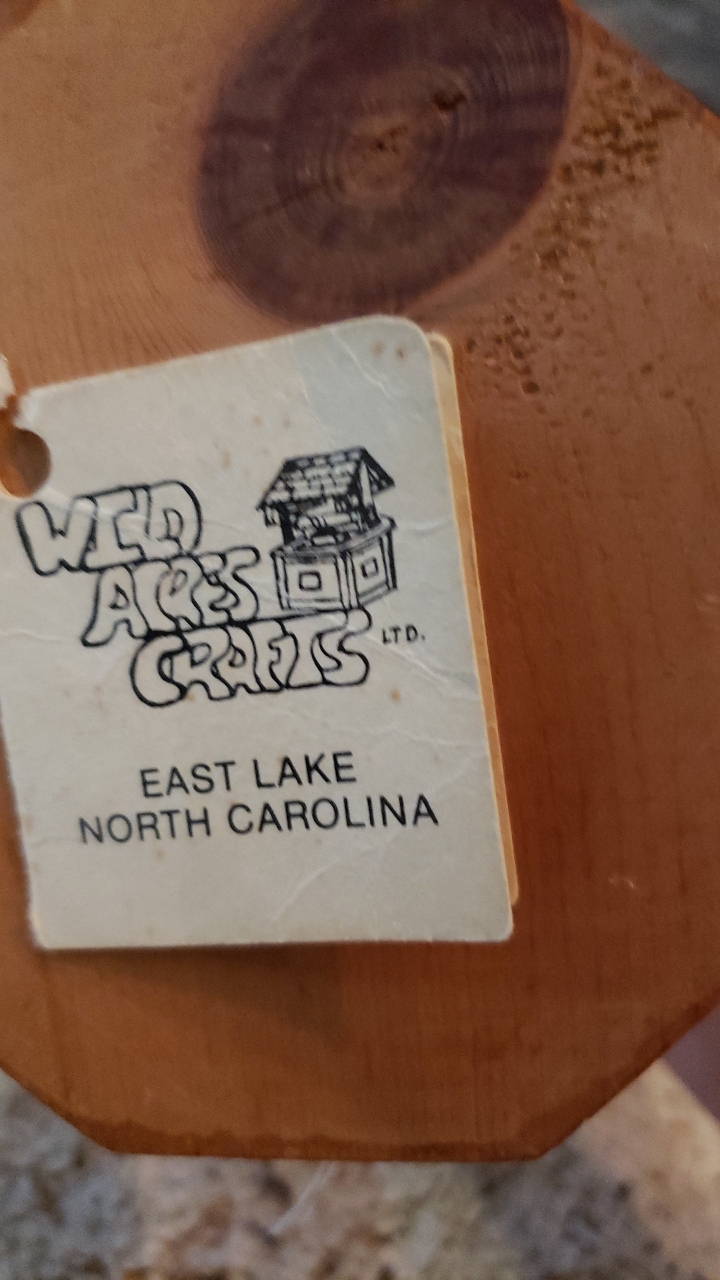 WILD
ACRES
CRAFTS LTD.
EAST LAKE
NORTH CAROLINA